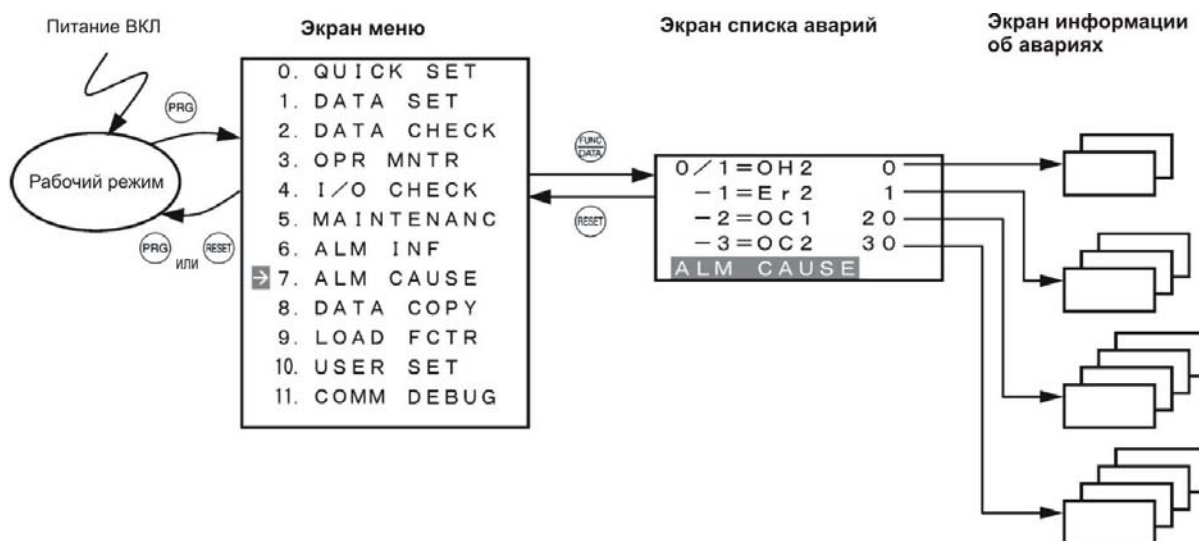 Питание ВКЛ
PRG
Рабочий режим
PRG или RESET
Экран меню
0. QUICK SET
1. DATA SET
2. DATA CHECK
3. OPR MNTR
4. I/O CHECK
5. MAINTENANC
6. ALM INF
→ 7. ALM CAUSE
8. DATA COPY
9. LOAD FCTR
10. USER SET
11. COMM DEBUG
FUNC
DATA
RESET
Экран списка аварий
0/1=OH2 0
-1=Er2 1
-2=OC1 20
-3=OC2 30
ALM CAUSE
Экран информации
об авариях